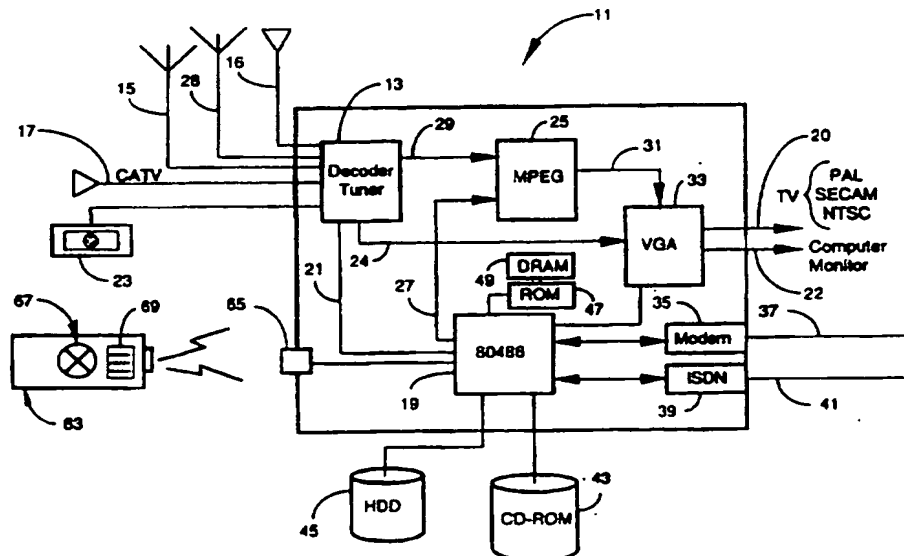 11
15
28
16
13
29
25
31
20
17
CATV
Decoder
Tuner
MPEG
33
TV
PAL
SECAM
NTSC
VGA
Computer
Monitor
23
21
24
49
DRAM
ROM
47
27
35
22
37
67
69
65
80486
Modem
ISDN
19
39
41
63
45
HDD
CD-ROM
43